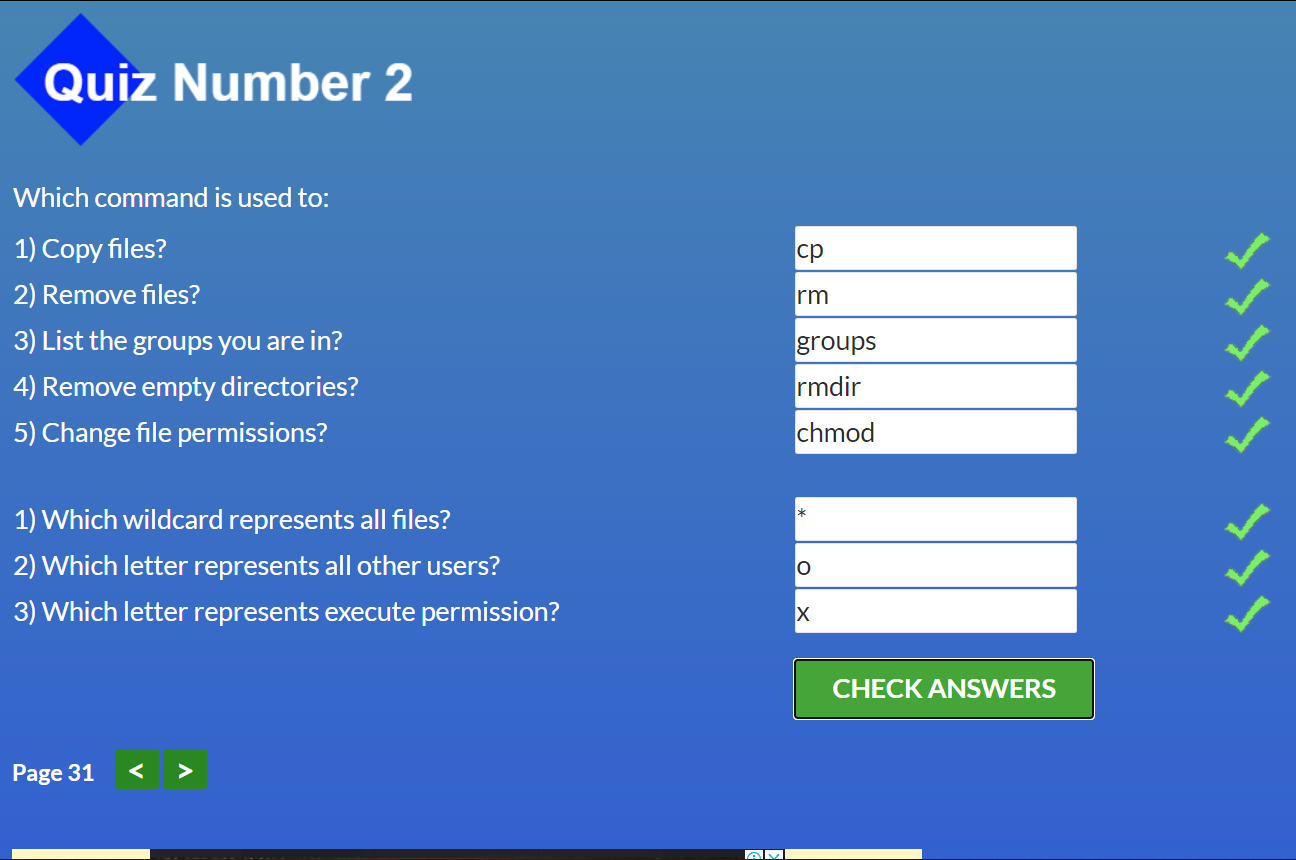 Quiz Number 2
Which command is used to:
1) Copy files? cp
2) Remove files? rm
3) List the groups you are in? groups
4) Remove empty directories? rmdir
5) Change file permissions? chmod
1) Which wildcard represents all files? *
2) Which letter represents all other users? o
3) Which letter represents execute permission? x
CHECK ANSWERS
Page 31 < >